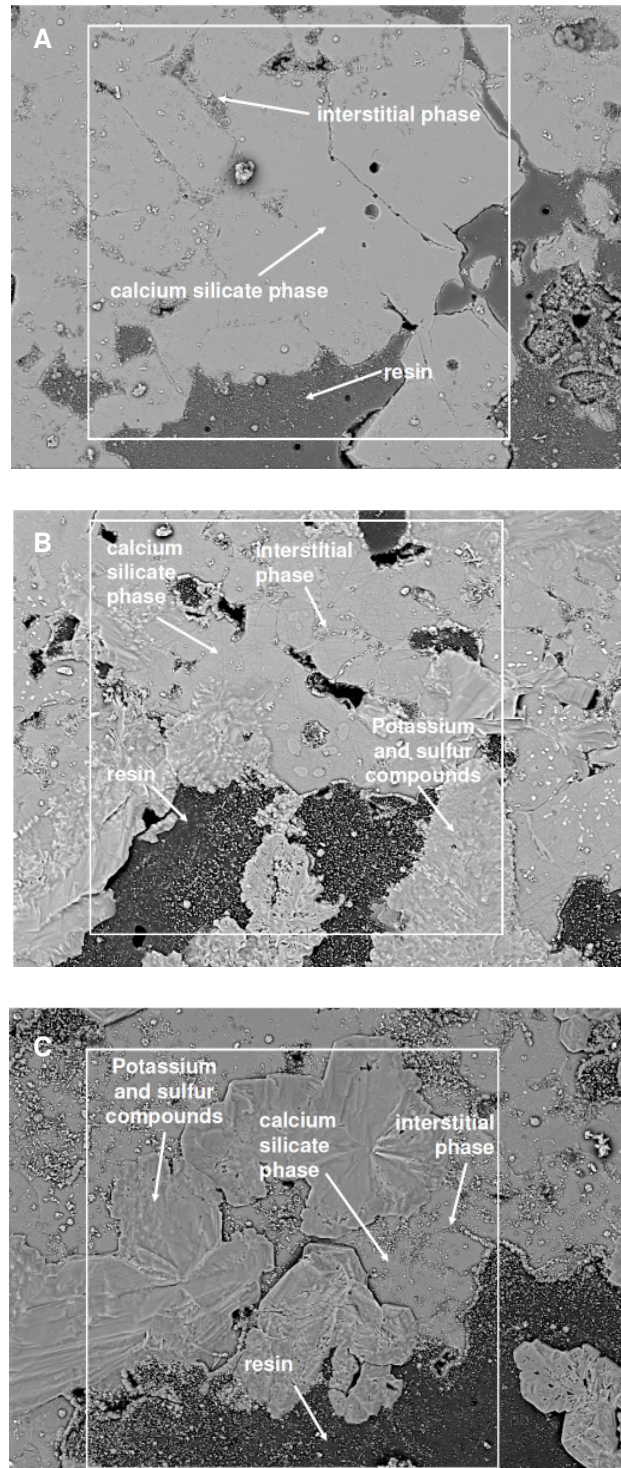 A
interstitial phase
calcium silicate phase
resin
B
calcium
silicate
phase
interstitial
phase
Potassium
and sulfur
compounds
resin
C
Potassium
and sulfur
compounds
calcium
silicate
phase
interstitial
phase
resin